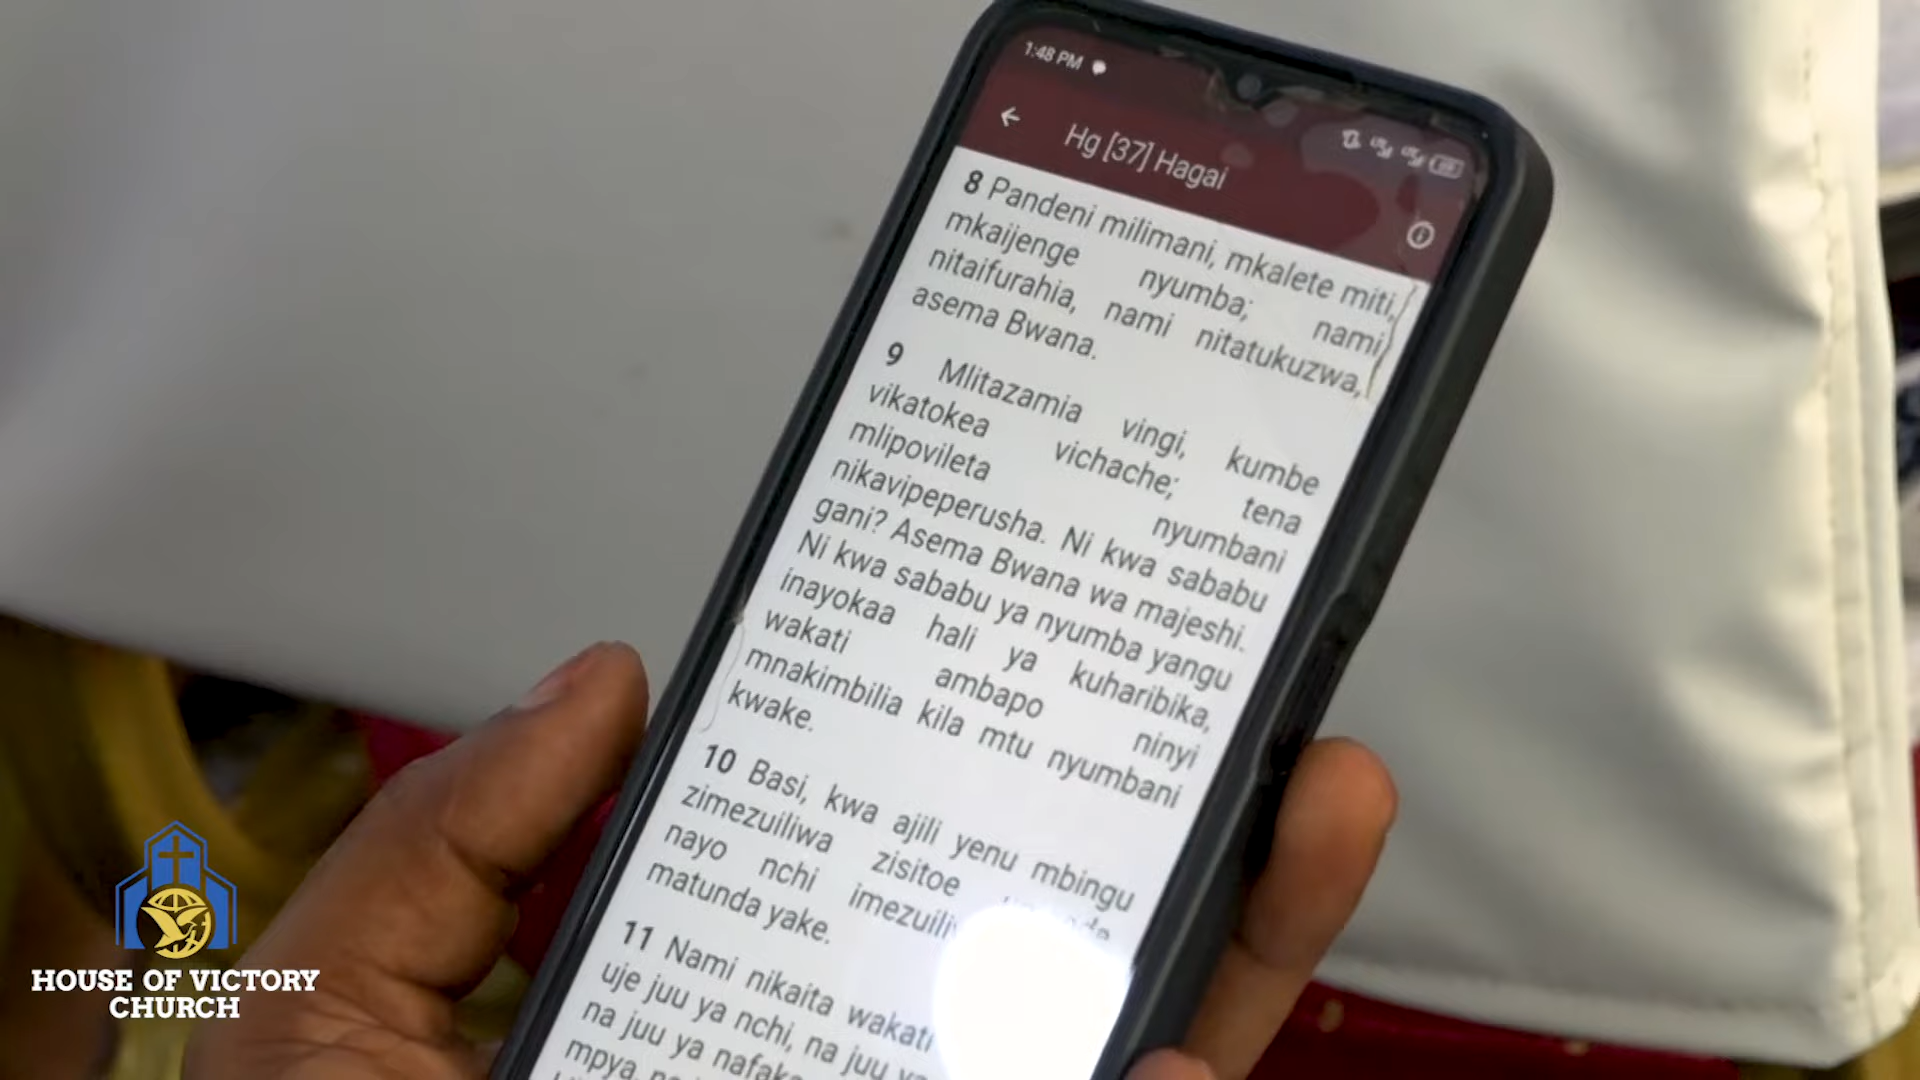 1:48 PM
Hg [37] Hagai
8 Pandeni milimani, mkalete miti,
mkaijenge nyumba; nami
nitaifurahia, nami nitatukuzwa,
asema Bwana.
9 Mlitazamia vingi, kumbe
vikatokea vichache; tena
mlipovileta nyumbani
nikavipeperusha. Ni kwa sababu
gani? Asema Bwana wa majeshi.
Ni kwa sababu ya nyumba yangu
inayokaa hali ya kuharibika,
wakati ambapo ninyi
mnakimbilia kila mtu nyumbani
kwake.
10 Basi, kwa ajili yenu mbingu
zimezuiliwa zisitoe
nayo nchi
matunda yake.
11 Nami nikaita wakati
uje juu ya nchi, na juu
na juu ya
mpya,
HOUSE OF VICTORY
CHURCH